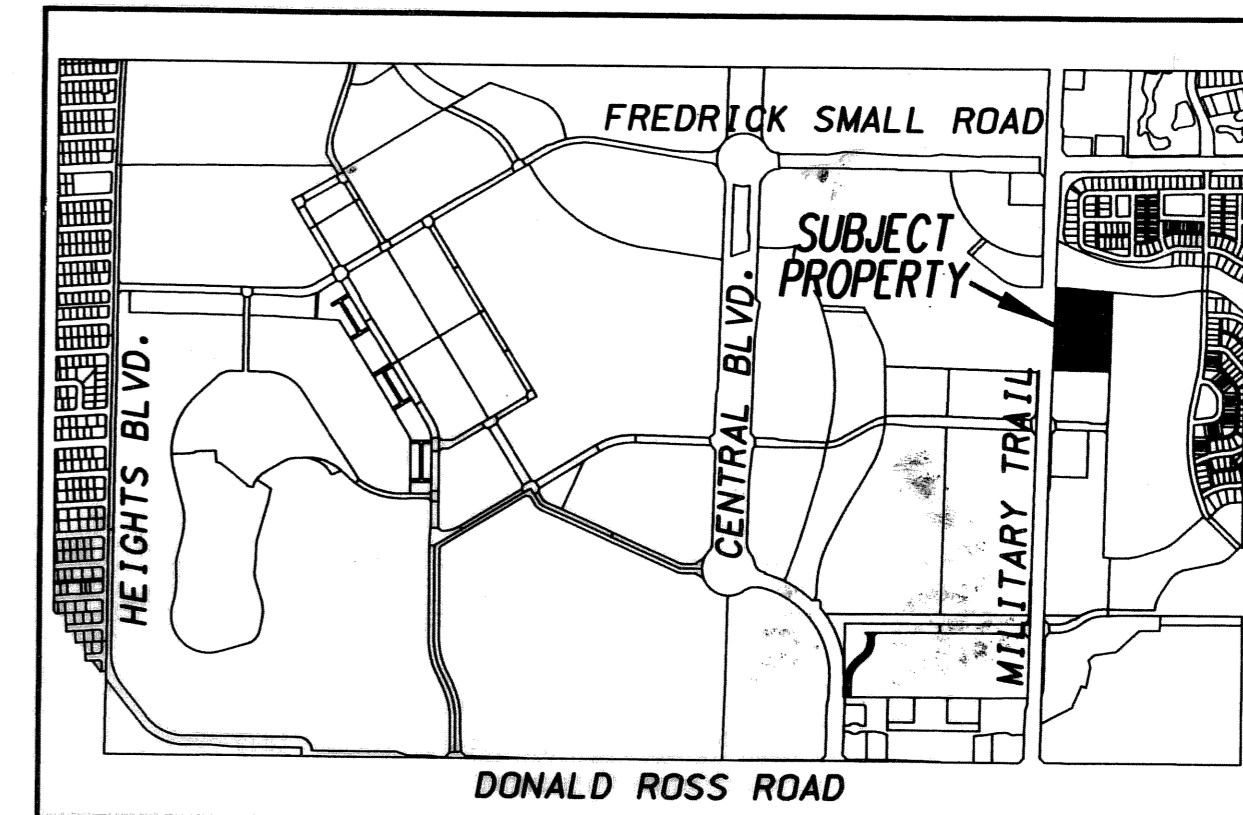 FREDRICK SMALL ROAD
SUBJECT
PROPERTY
HEIGHTS BLVD.
CENTRAL BLVD.
MILITARY TRAIL
DONALD ROSS ROAD